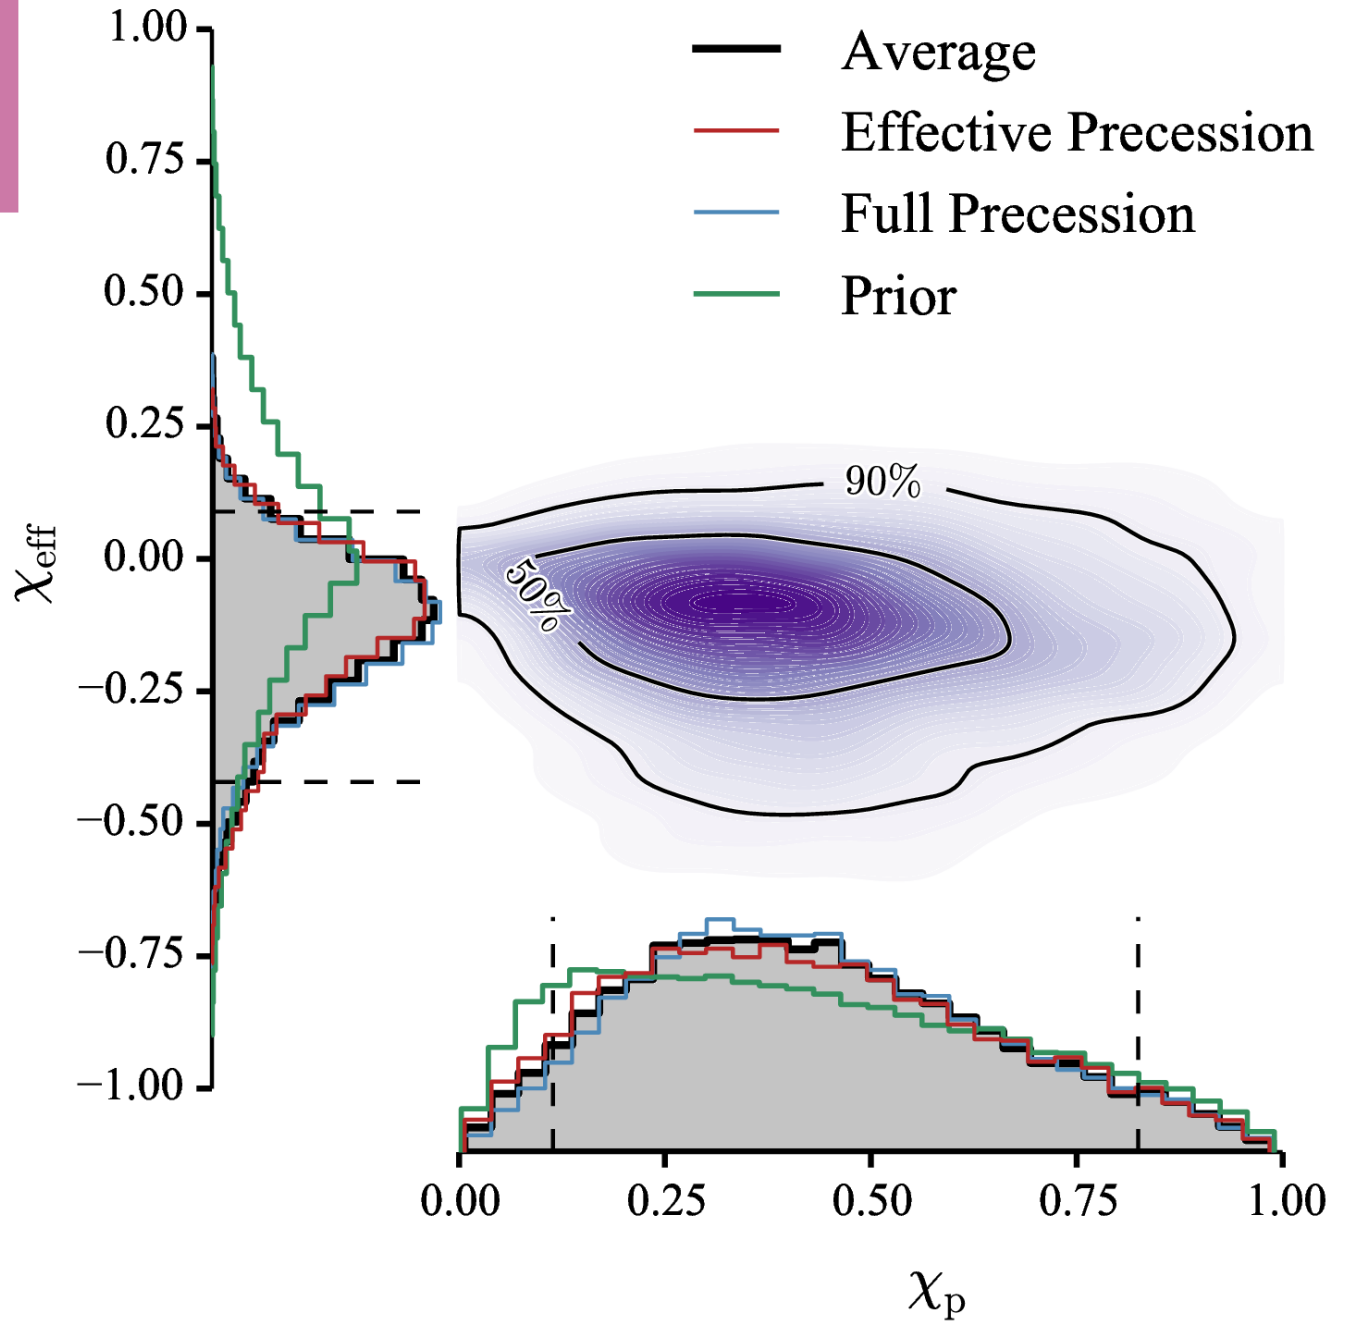 Average
Effective Precession
Full Precession
Prior
1.00
0.75
0.50
0.25
0.00
−0.25
−0.50
−0.75
−1.00
χeff
90%
50%
0.00 0.25 0.50 0.75 1.00
χp